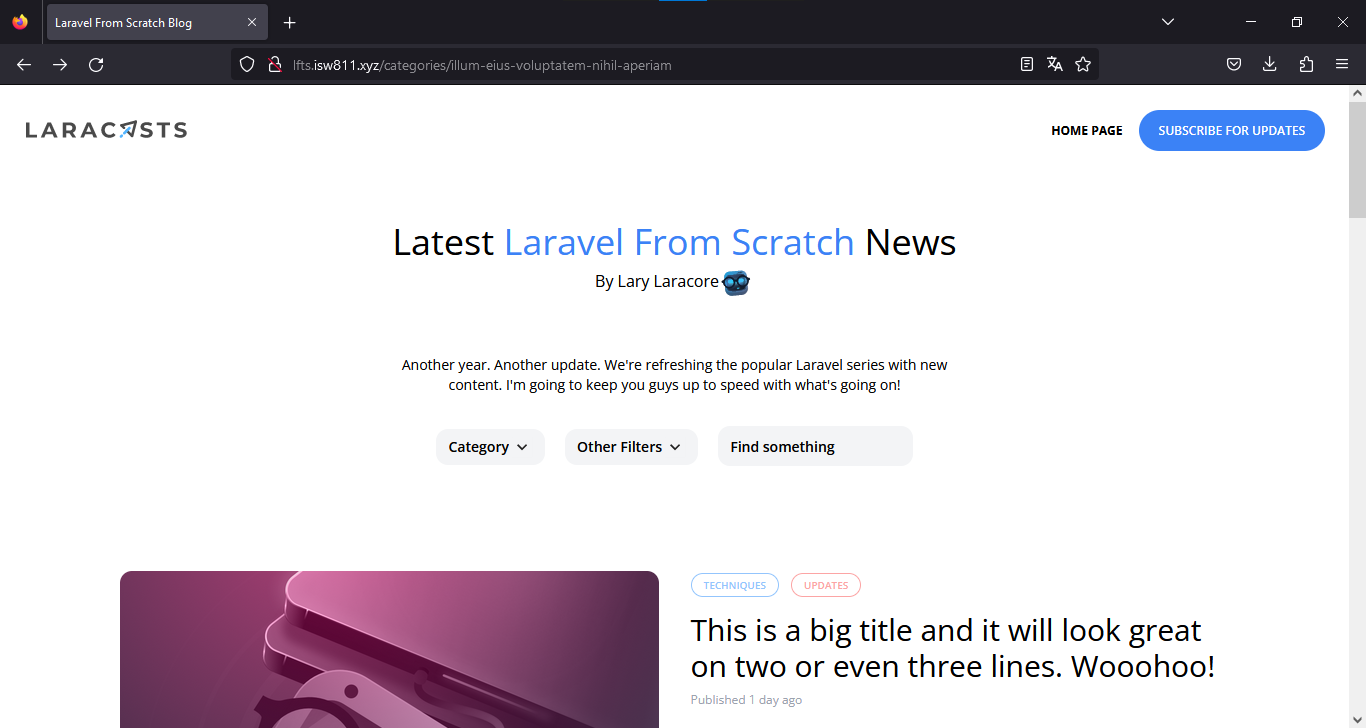 Laravel From Scratch Blog
lfts.isw811.xyz/categories/illum-eius-voluptatem-nihil-aperiam
LARACASTS
HOME PAGE
SUBSCRIBE FOR UPDATES
Latest Laravel From Scratch News
By Lary Laracore
Another year. Another update. We're refreshing the popular Laravel series with new
content. I'm going to keep you guys up to speed with what's going on!
Category
Other Filters
Find something
TECHNIQUES
UPDATES
This is a big title and it will look great
on two or even three lines. Wooohoo!
Published 1 day ago